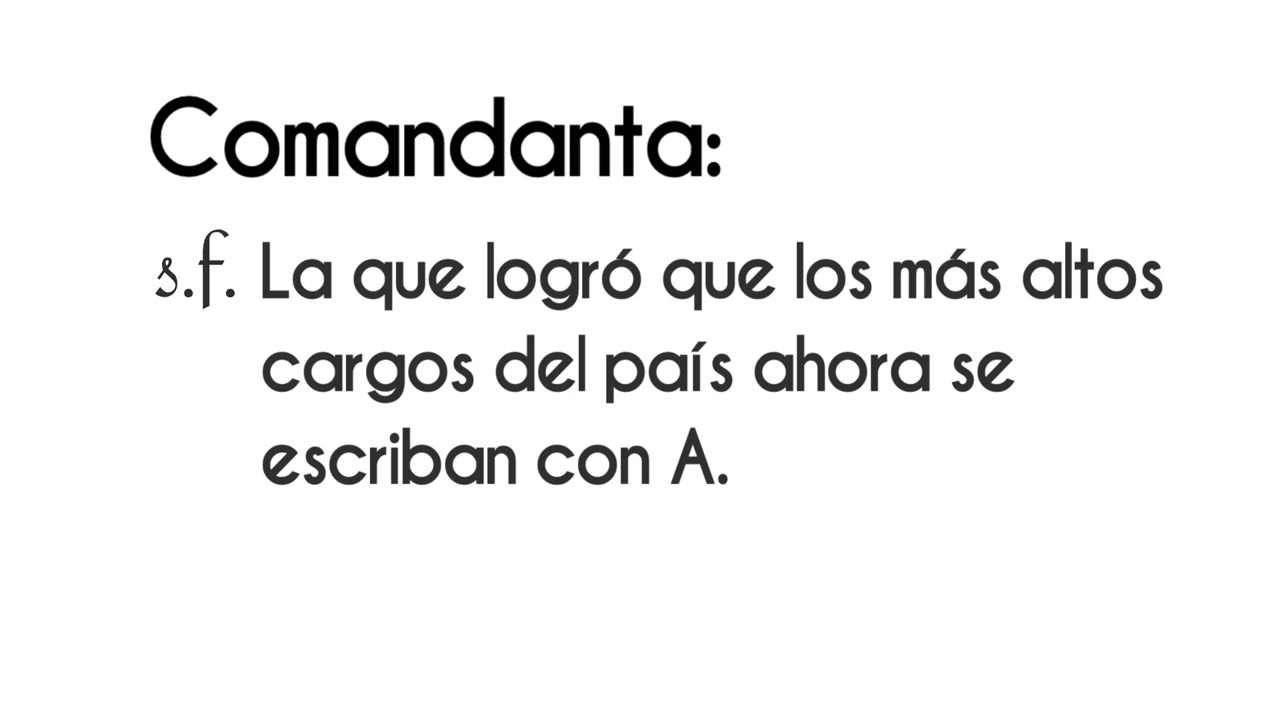 Comandanta:
s.f. La que logró que los más altos
cargos del país ahora se
escriban con A.